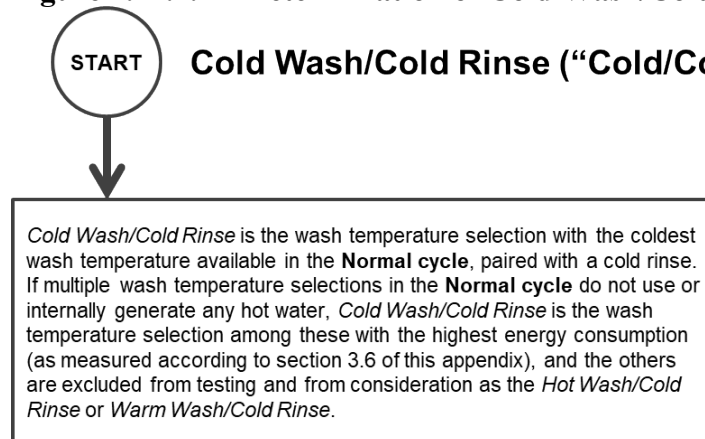 START
Cold Wash/Cold Rinse (“Cold/Co
Cold Wash/Cold Rinse is the wash temperature selection with the coldest
wash temperature available in the Normal cycle, paired with a cold rinse.
If multiple wash temperature selections in the Normal cycle do not use or
internally generate any hot water, Cold Wash/Cold Rinse is the wash
temperature selection among these with the highest energy consumption
(as measured according to section 3.6 of this appendix), and the others
are excluded from testing and from consideration as the Hot Wash/Cold
Rinse or Warm Wash/Cold Rinse.